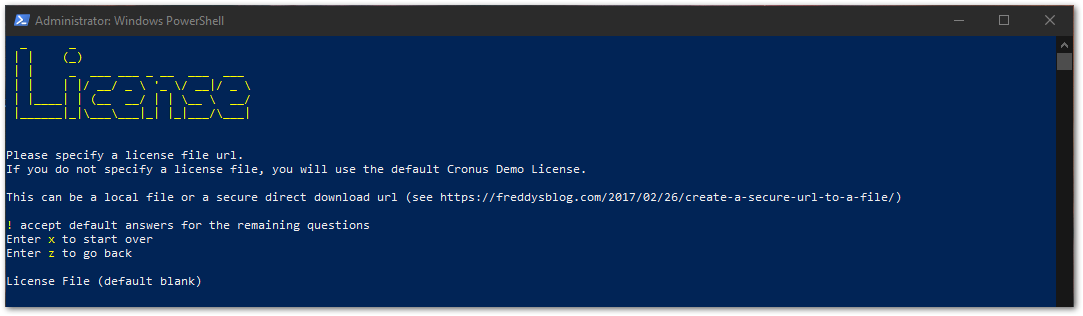 Administrator: Windows PowerShell
License
Please specify a license file url.
If you do not specify a license file, you will use the default Cronus Demo License.
This can be a local file or a secure direct download url (see https://freddysblog.com/2017/02/26/create-a-secure-url-to-a-file/)
! accept default answers for the remaining questions
Enter x to start over
Enter z to go back
License File (default blank)